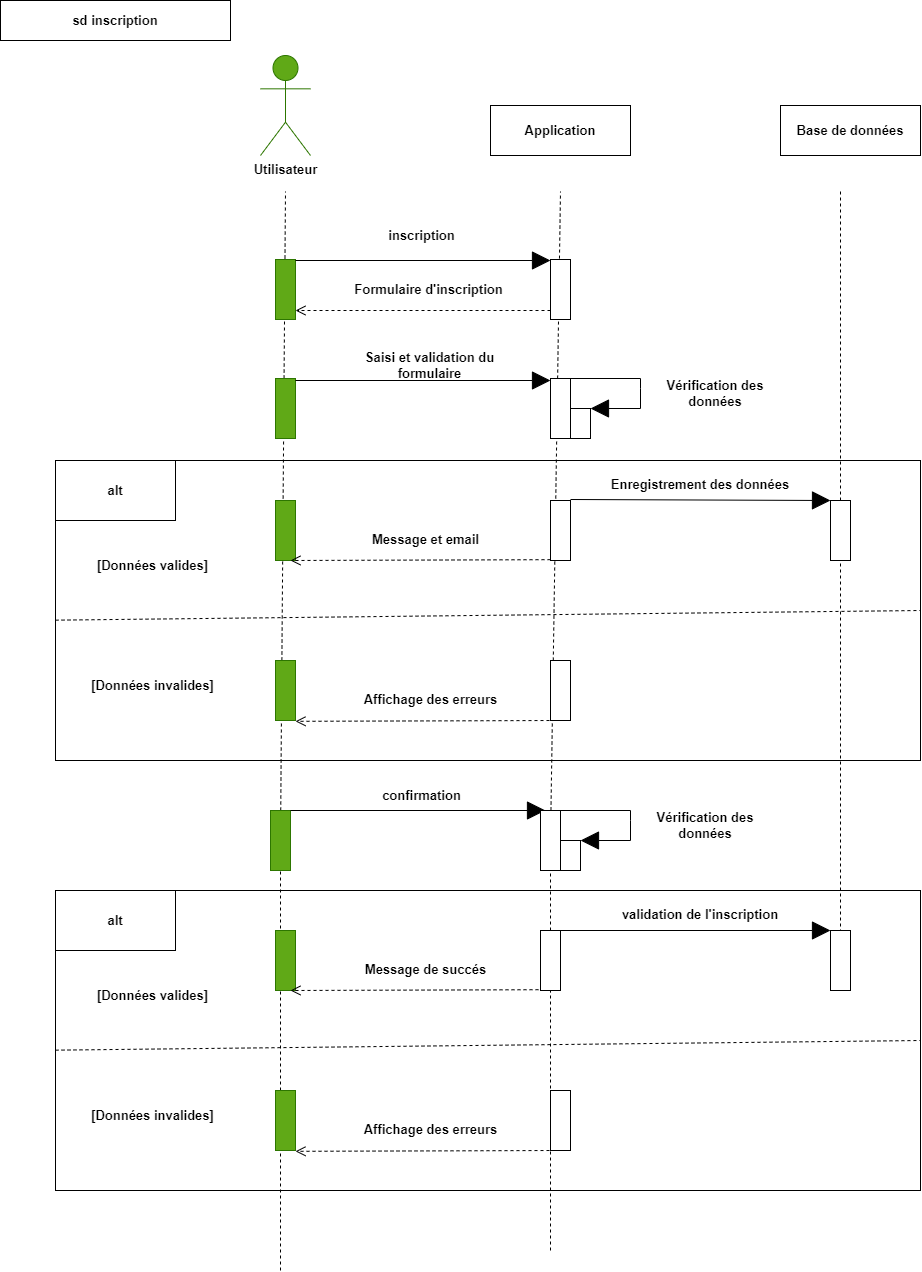 sd inscription
Utilisateur
Application
Base de données
inscription
Formulaire d'inscription
Saisi et validation du
formulaire
Vérification des
données
alt
Enregistrement des données
Message et email
[Données valides]
[Données invalides]
Affichage des erreurs
confirmation
Vérification des
données
alt
validation de l'inscription
Message de succés
[Données valides]
[Données invalides]
Affichage des erreurs